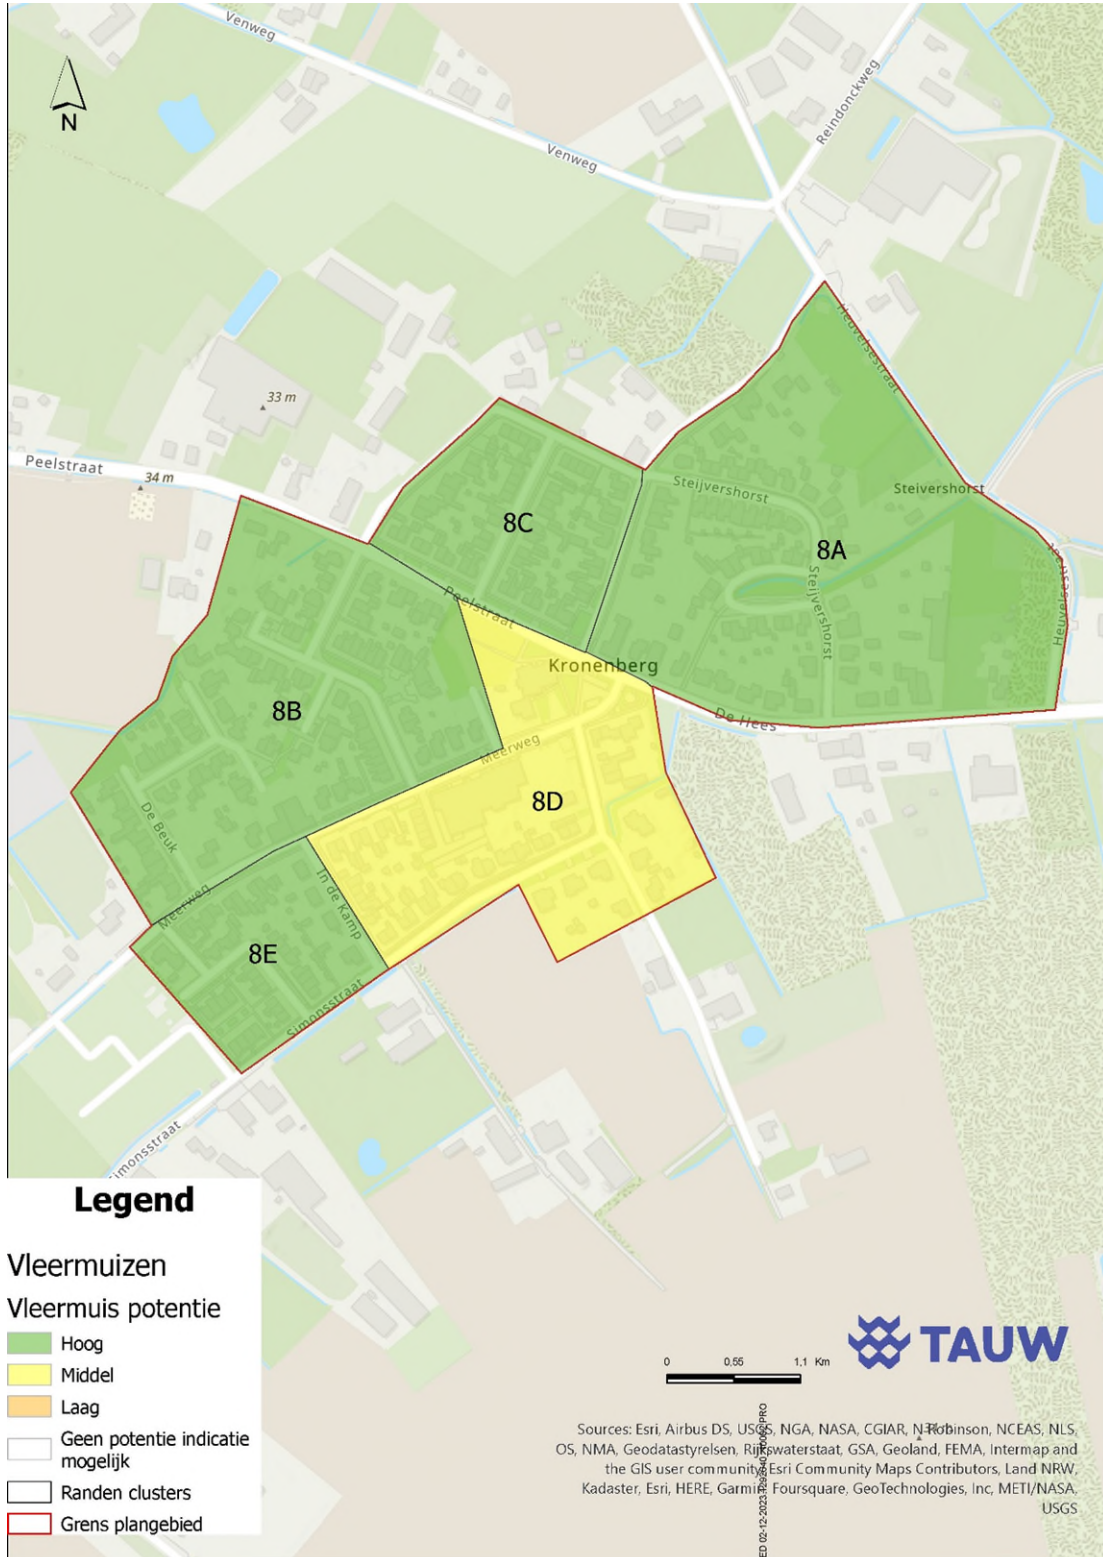 Venweg
Reindonckweg
Venweg
N
Heuvelsestraat
33 m
Peelstraat
34 m
Steijvershorst
Steivershorst
8C
8A
Steijvershorst
Peelstraat
Kronenberg
8B
De Hees
Meerweg
8D
De Beuk
In de Kamp
Meerweg
8E
Simonsstraat
Simonsstraat
Legend
Vleermuizen
Vleermuis potentie
Hoog
Middel
Laag
Geen potentie indicatie
mogelijk
Randen clusters
Grens plangebied
TAUW
0 0,55 1,1 Km
Sources: Esri, Airbus DS, USGS, NGA, NASA, CGIAR, N Robinson, NCEAS, NLS,
OS, NMA, Geodatastyrelsen, Rijkswaterstaat, GSA, Geoland, FEMA, Intermap and
the GIS user community, Esri Community Maps Contributors, Land NRW,
Kadaster, Esri, HERE, Garmin, Foursquare, GeoTechnologies, Inc, METI/NASA,
USGS